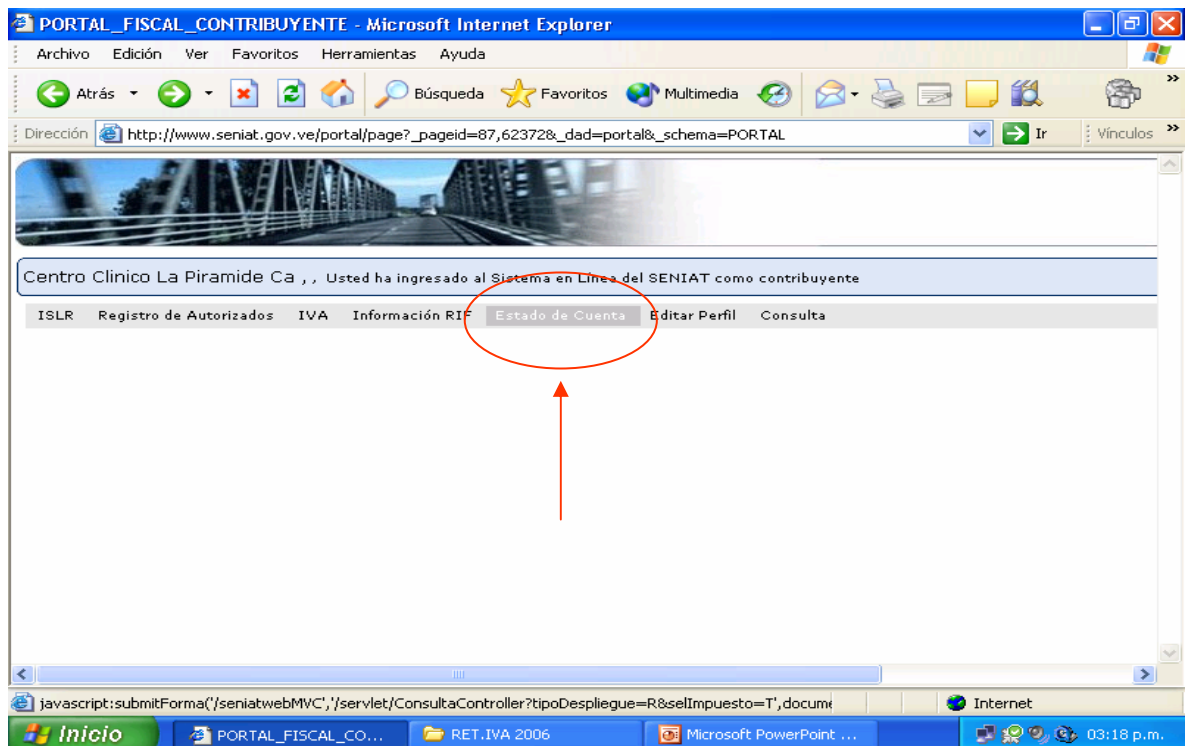 PORTAL_FISCAL_CONTRIBUYENTE - Microsoft Internet Explorer
Archivo Edición Ver Favoritos Herramientas Ayuda
Atrás Búsqueda Favoritos Multimedia »
Dirección http://www.seniat.gov.ve/portal/page?_pageid=87,62372&_dad=portal&_schema=PORTAL Ir Vínculos »
Centro Clinico La Piramide Ca , , Usted ha ingresado al Sistema en Línea del SENIAT como contribuyente
ISLR Registro de Autorizados IVA Información RIF Estado de Cuenta Editar Perfil Consulta
javascript:submitForma('/seniatwebMVC','/servlet/ConsultaController?tipoDespliegue=R&selImpuesto=T',docum Internet
Inicio PORTAL_FISCAL_CO... RET.IVA 2006 Microsoft PowerPoint ... 03:18 p.m.